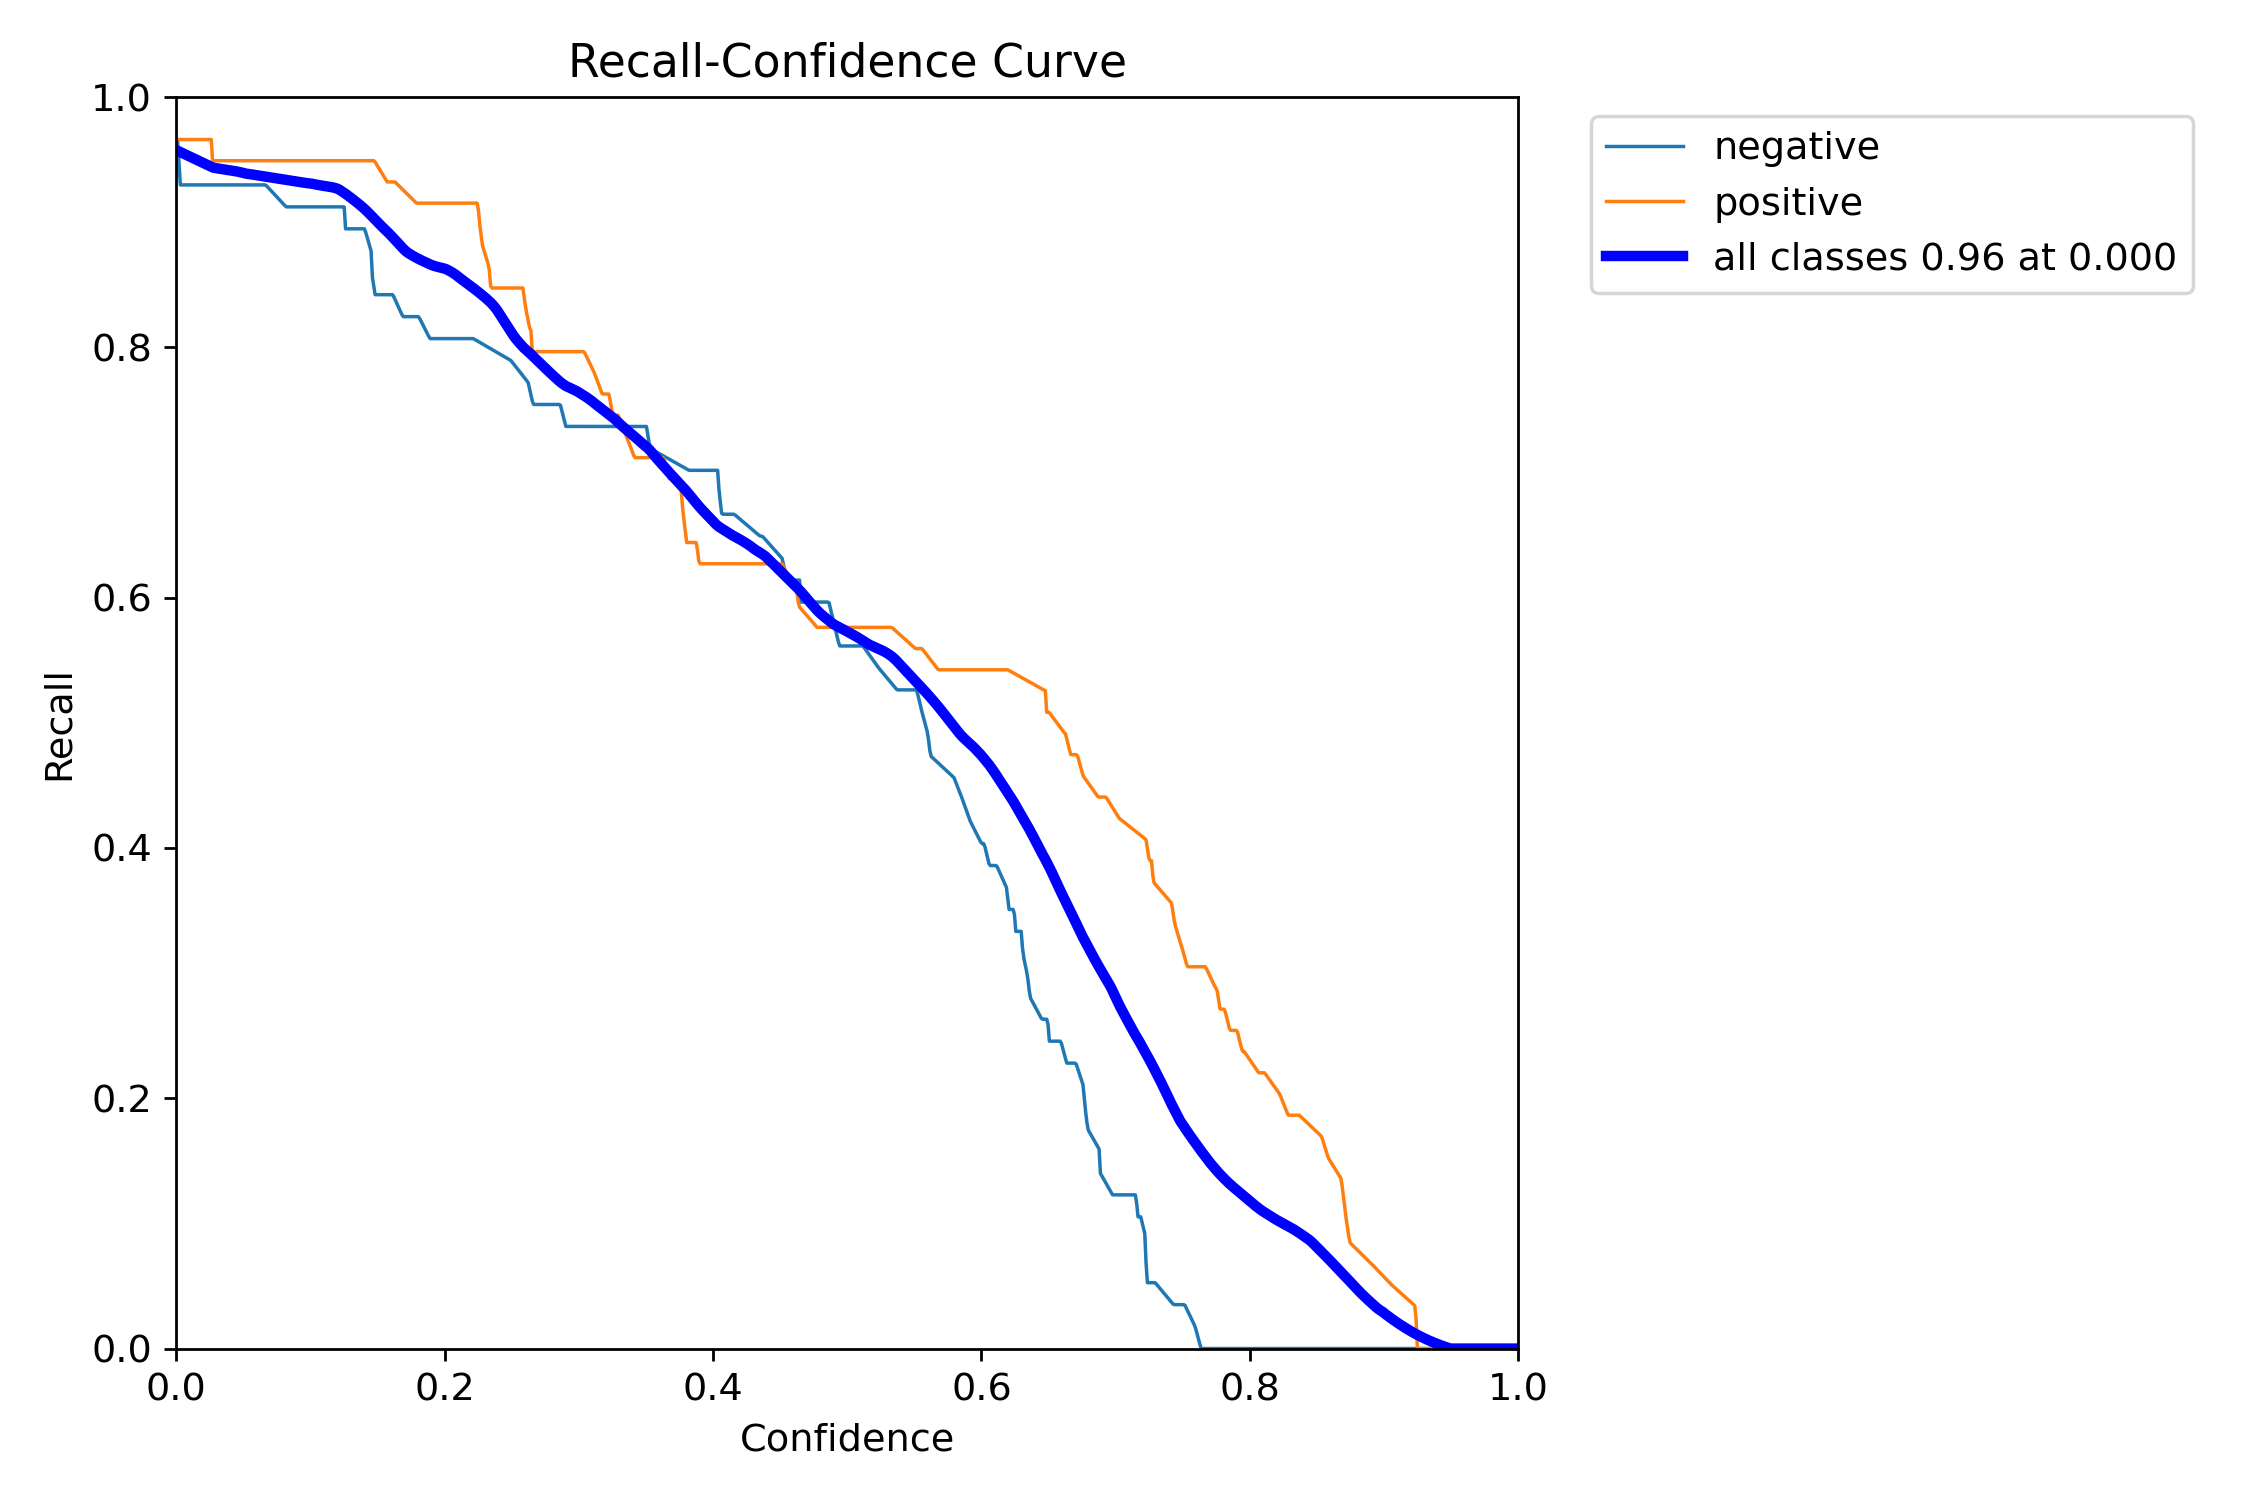 Recall-Confidence Curve
1.0
0.8
0.6
0.4
0.2
0.0
Recall
0.0 0.2 0.4 0.6 0.8 1.0
Confidence
negative
positive
all classes 0.96 at 0.000